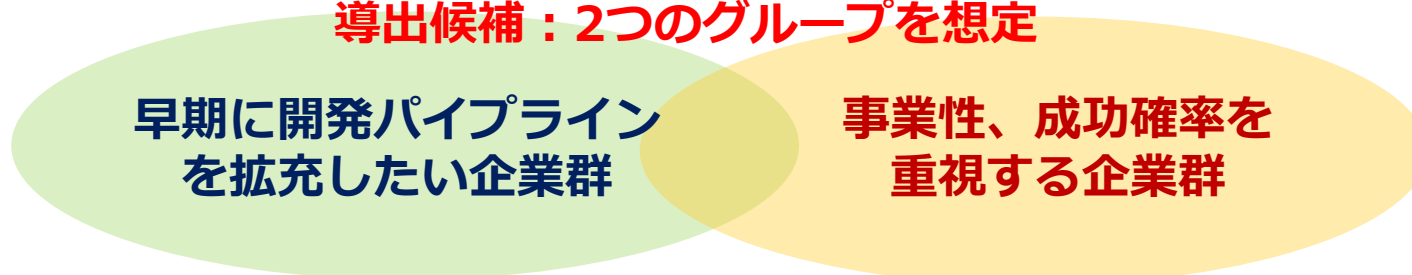 導出候補：2つのグループを想定
早期に開発パイプライン
を拡充したい企業群
事業性、成功確率を
重視する企業群